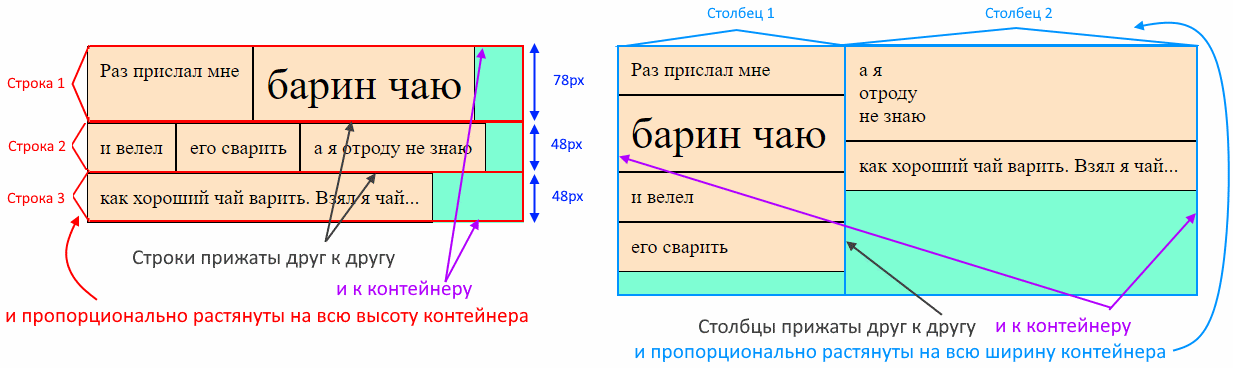 Строка 1
Раз прислал мне
барин чаю
78px
Строка 2
и велел
его сварить
а я отроду не знаю
48px
Строка 3
как хороший чай варить. Взял я чай...
48px
Строки прижаты друг к другу
и к контейнеру
и пропорционально растянуты на всю высоту контейнера
Столбец 1
Столбец 2
Раз прислал мне
барин чаю
и велел
его сварить
а я
отроду
не знаю
как хороший чай варить. Взял я чай...
Столбцы прижаты друг к другу
и к контейнеру
и пропорционально растянуты на всю ширину контейнера